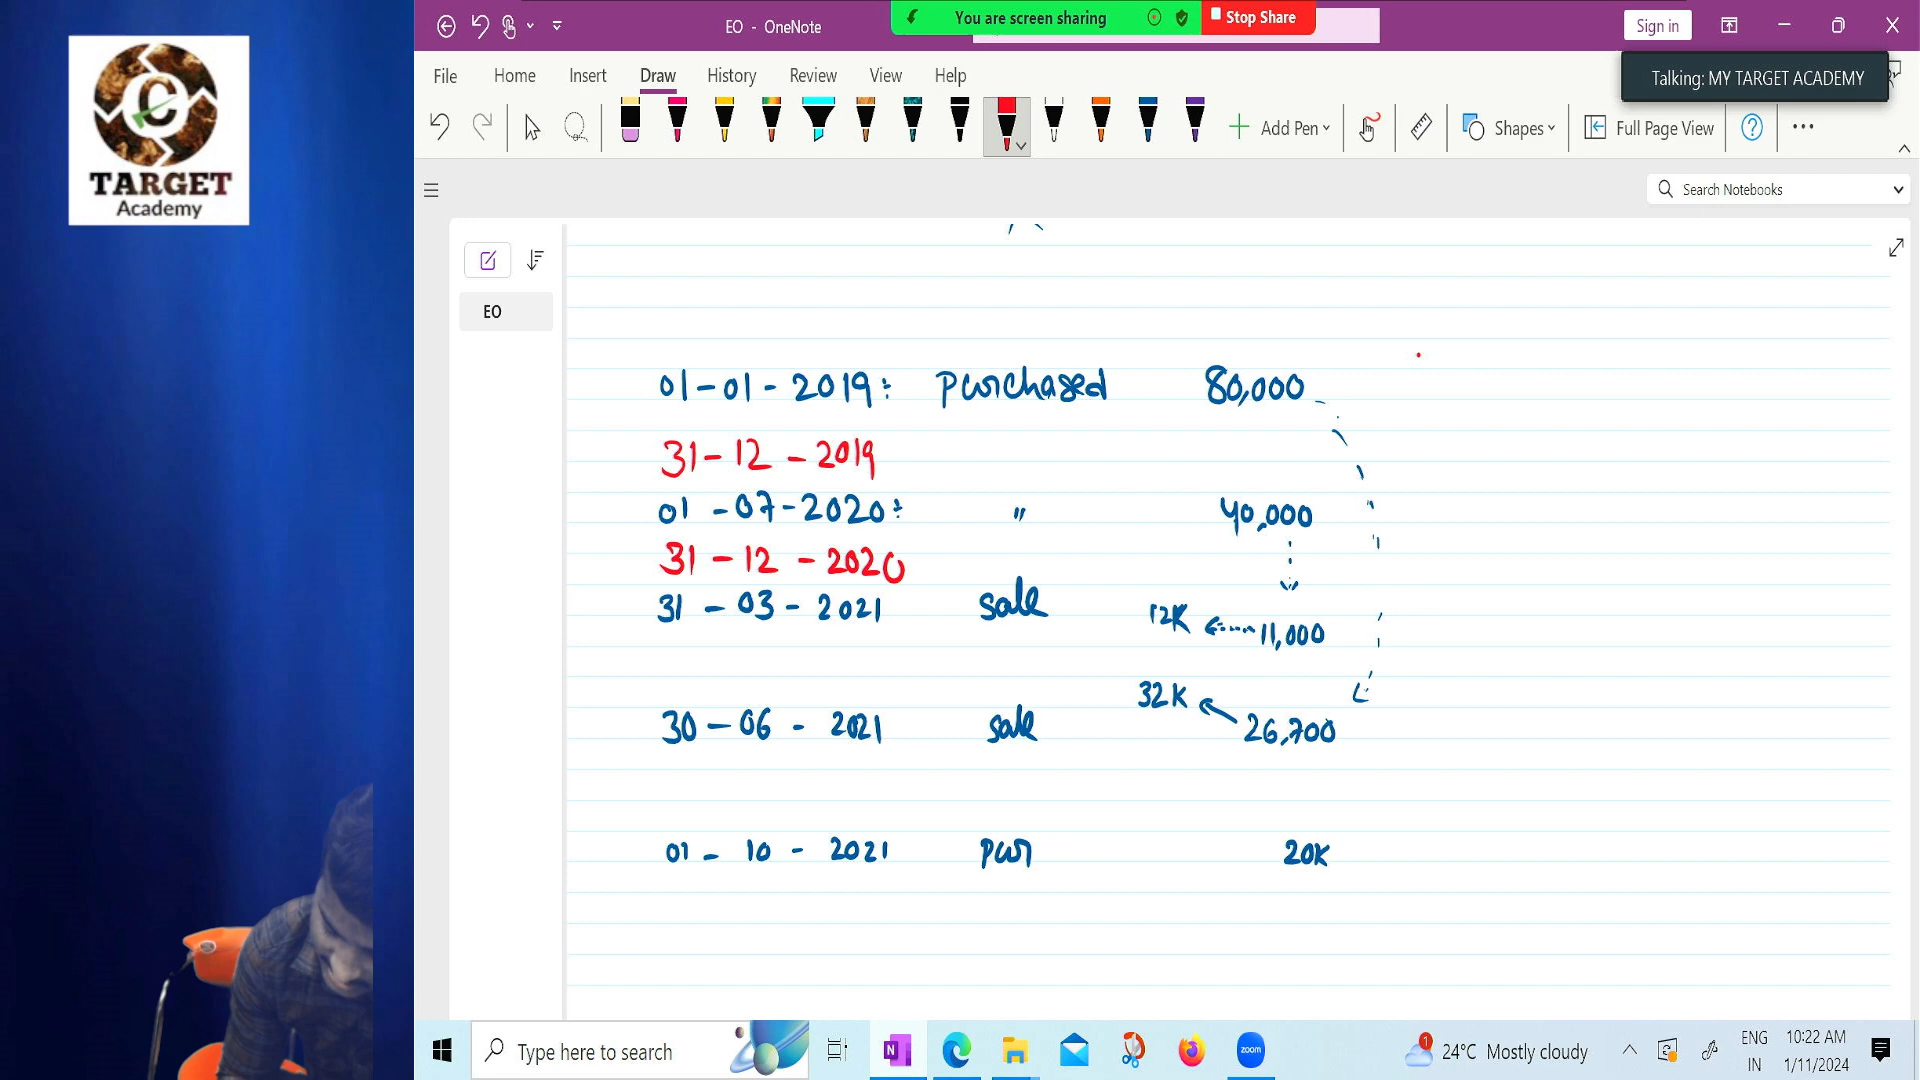 TARGET
Academy
EO - OneNote
You are screen sharing
Stop Share
Sign in
File Home Insert Draw History Review View Help
Talking: MY TARGET ACADEMY
Add Pen
Shapes
Full Page View
Search Notebooks
EO
01-01-2019: Purchased 80,000
31-12-2019
01-07-2020: " 40,000
31-12-2020
31-03-2021 sale 12K 11,000
32K
30-06-2021 sale 26,700
01-10-2021 pur 20K
Type here to search
zoom
1
24°C Mostly cloudy
ENG
IN
10:22 AM
1/11/2024